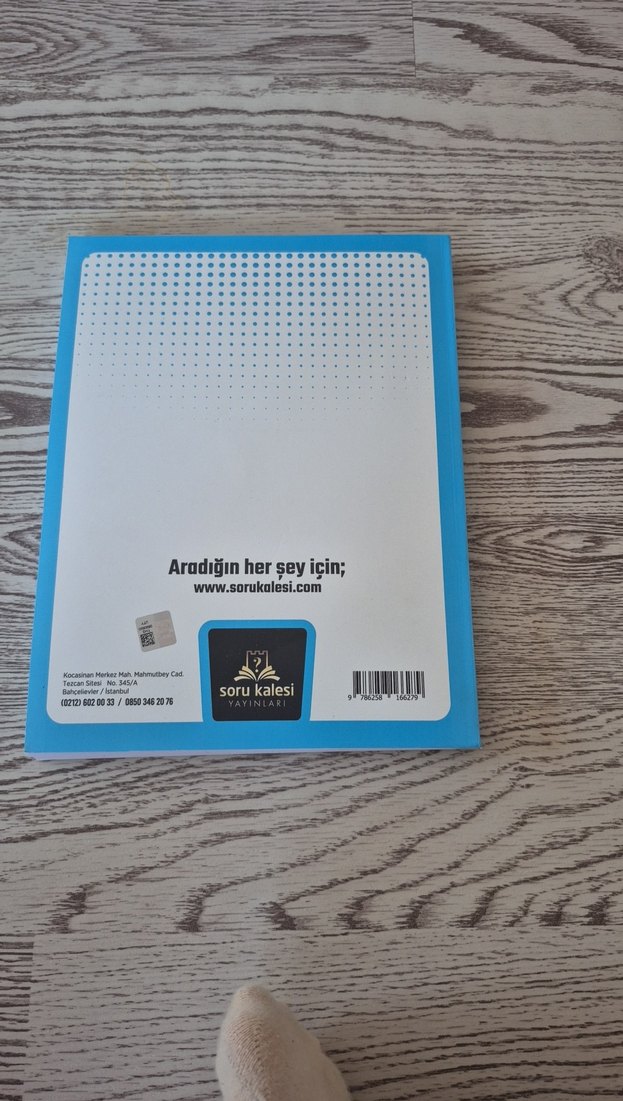 Aradığın her şey için;
www.sorukalesi.com
Kocasinan Merkez Mah. Mahmutbey Cad.
Tezcan Sitesi No. 345/A
Bahçelievler / İstanbul
(0212) 602 00 33 / 0850 346 20 76
?
soru kalesi
YAYINLARI
9 786258 166279